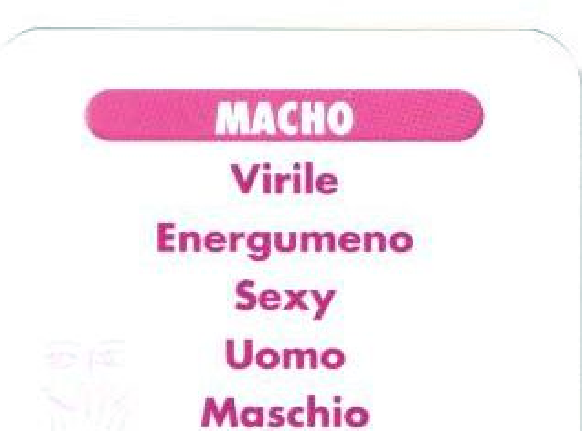 MACHO
Virile
Energumeno
Sexy
Uomo
Maschio